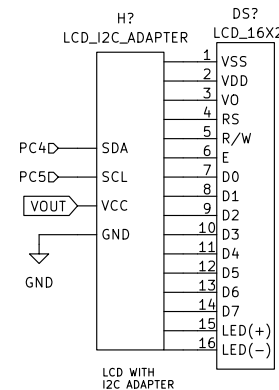 H?
LCD_I2C_ADAPTER
DS?
LCD_16X2
1 VSS
2 VDD
3 VO
4 RS
5 R/W
6 E
7 D0
8 D1
9 D2
10 D3
11 D4
12 D5
13 D6
14 D7
15 LED(+)
16 LED(-)
PC4 SDA
PC5 SCL
VOUT VCC
GND
GND
LCD WITH
I2C ADAPTER